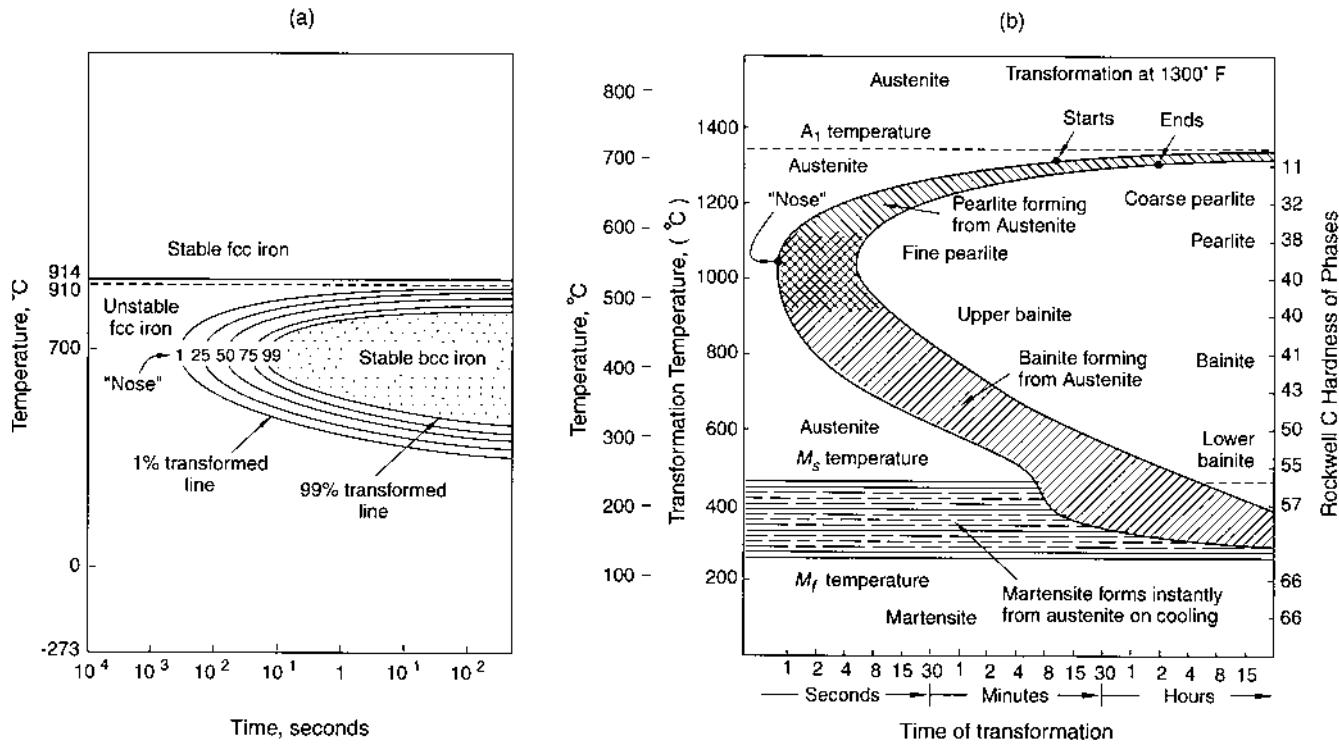 (a)
Temperature, °C
914
910
700
0
-273
Stable fcc iron
Unstable
fcc iron
"Nose"
1 25 50 75 99
Stable bcc iron
1% transformed
line
99% transformed
line
10⁴ 10³ 10² 10¹ 1 10¹ 10²
Time, seconds
(b)
Temperature, °C
800
700
600
500
400
300
200
100
Transformation Temperature, (°C)
1400
1200
1000
800
600
400
200
Austenite
Transformation at 1300° F
Starts
Ends
A₁ temperature
Austenite
"Nose"
Pearlite forming
from Austenite
Coarse pearlite
Fine pearlite
Pearlite
Upper bainite
Bainite forming
from Austenite
Bainite
Austenite
Lower
bainite
Mₛ temperature
M_f temperature
Martensite forms instantly
from austenite on cooling
Martensite
11
32
38
40
40
41
43
50
55
57
66
66
Rockwell C Hardness of Phases
1 2 4 8 15 30 1 2 4 8 15 30 1 2 4 8 15
Seconds Minutes Hours
Time of transformation